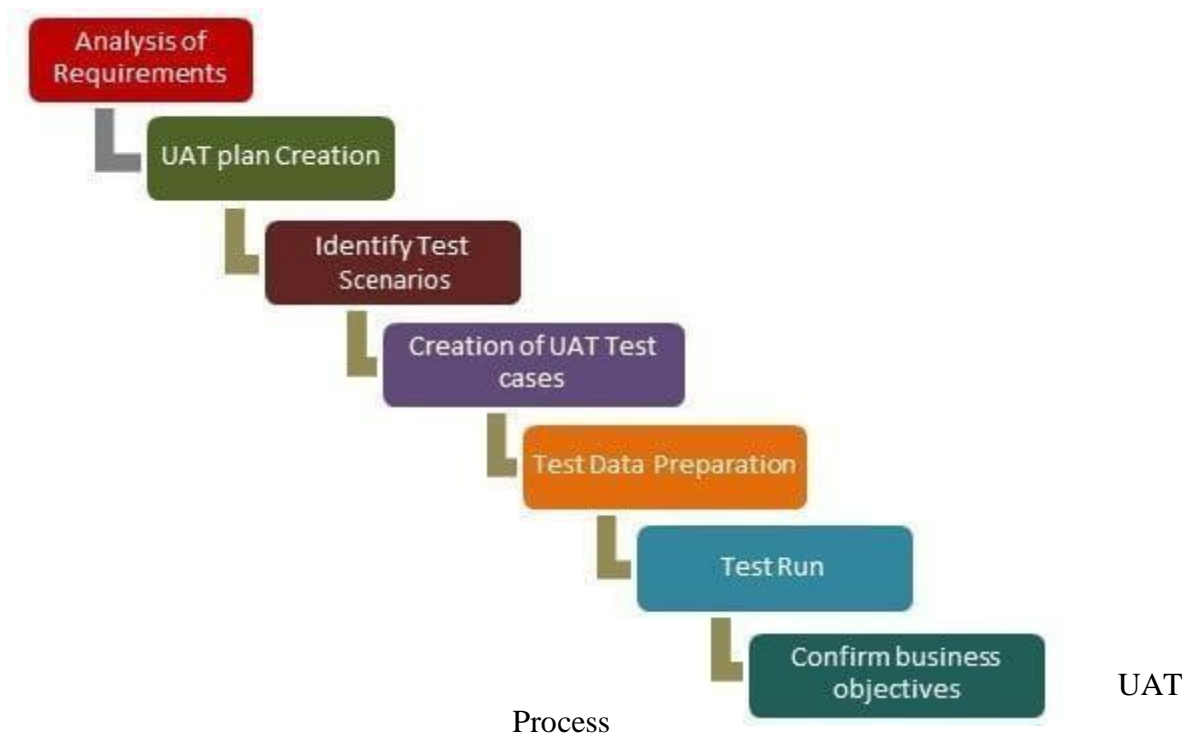 Analysis of
Requirements
UAT plan Creation
Identify Test
Scenarios
Creation of UAT Test
cases
Test Data Preparation
Test Run
Confirm business
objectives
UAT
Process